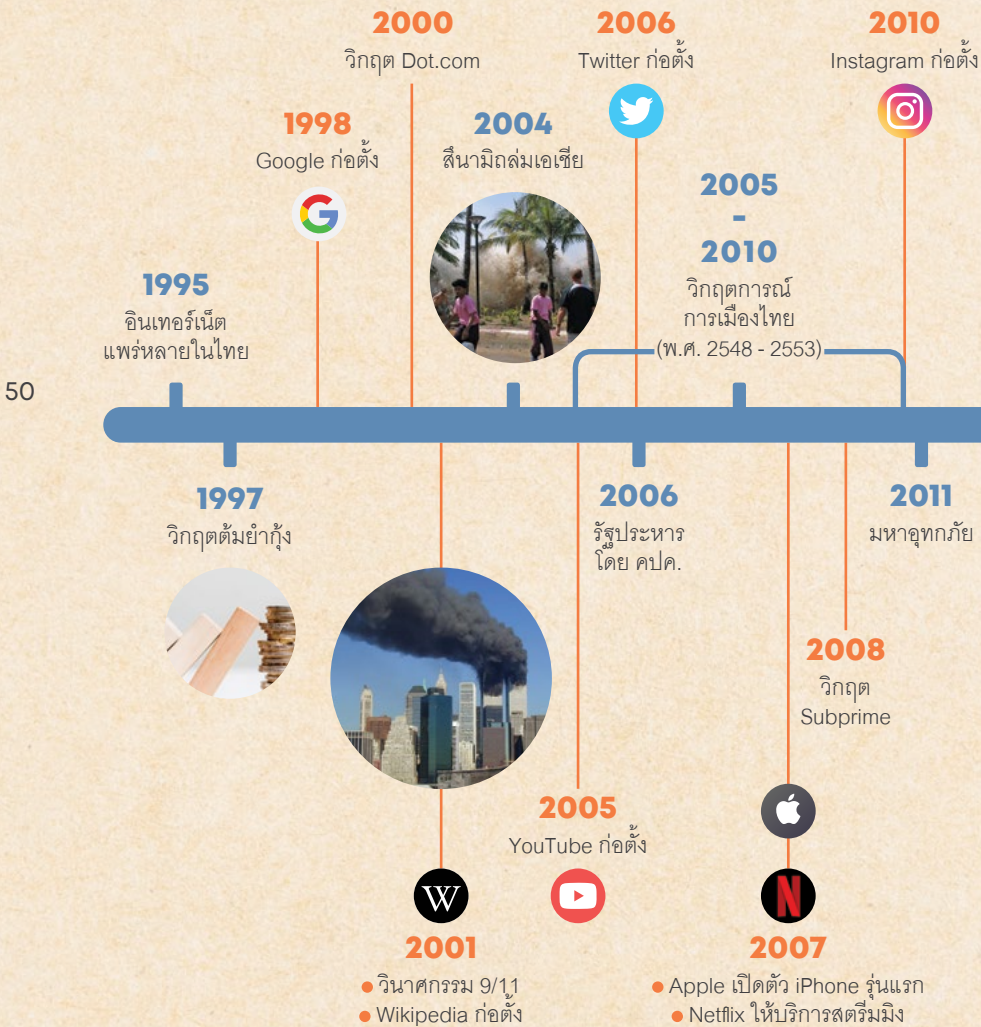 2000
วิกฤต Dot.com
2006
Twitter ก่อตั้ง
2010
Instagram ก่อตั้ง
1998
Google ก่อตั้ง
2004
สึนามิถล่มเอเชีย
2005
-
2010
วิกฤตการณ์
การเมืองไทย
(พ.ศ. 2548 - 2553)
1995
อินเทอร์เน็ต
แพร่หลายในไทย
50
1997
วิกฤตต้มยำกุ้ง
2006
รัฐประหาร
โดย คปค.
2011
มหาอุทกภัย
2008
วิกฤต
Subprime
2005
YouTube ก่อตั้ง
W
N
2001
● วินาศกรรม 9/11
● Wikipedia ก่อตั้ง
2007
● Apple เปิดตัว iPhone รุ่นแรก
● Netflix ให้บริการสตรีมมิง